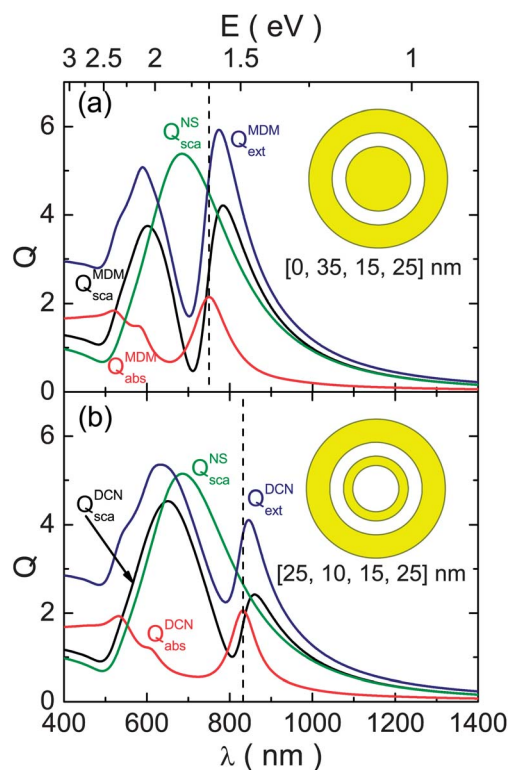 E ( eV )
3 2.5 2 1.5 1
(a)
Q_sca^NS
Q_ext^MDM
Q_sca^MDM
Q_abs^MDM
[0, 35, 15, 25] nm
6
4
2
0
Q
(b)
Q_sca^NS
Q_sca^DCN
Q_ext^DCN
Q_abs^DCN
[25, 10, 15, 25] nm
6
4
2
0
Q
400 600 800 1000 1200 1400
λ ( nm )